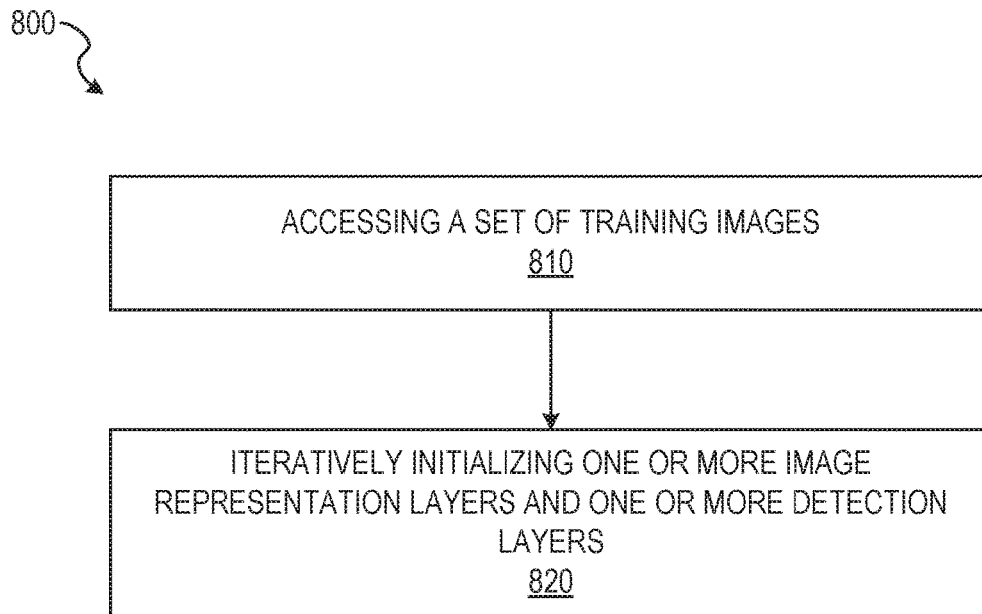 800
ACCESSING A SET OF TRAINING IMAGES
810
ITERATIVELY INITIALIZING ONE OR MORE IMAGE
REPRESENTATION LAYERS AND ONE OR MORE DETECTION
LAYERS
820